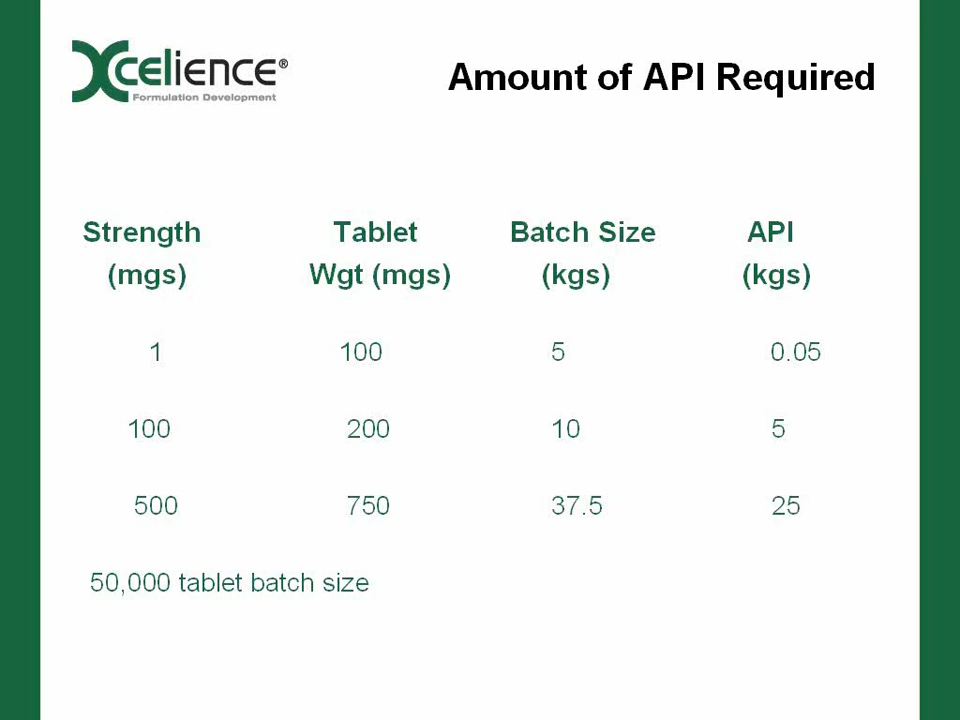 Xcelience®
Formulation Development
Amount of API Required
Strength Tablet Batch Size API
(mgs) Wgt (mgs) (kgs) (kgs)
1 100 5 0.05
100 200 10 5
500 750 37.5 25
50,000 tablet batch size